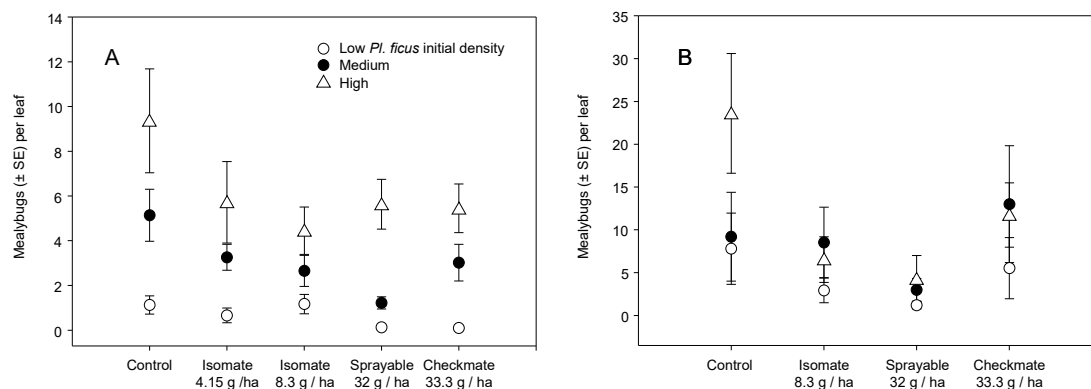 Mealybugs (± SE) per leaf
14
12
10
8
6
4
2
0
A
Low Pl. ficus initial density
Medium
High
Control
Isomate
4.15 g / ha
Isomate
8.3 g / ha
Sprayable
32 g / ha
Checkmate
33.3 g / ha
Mealybugs (± SE) per leaf
35
30
25
20
15
10
5
0
B
Control
Isomate
8.3 g / ha
Sprayable
32 g / ha
Checkmate
33.3 g / ha